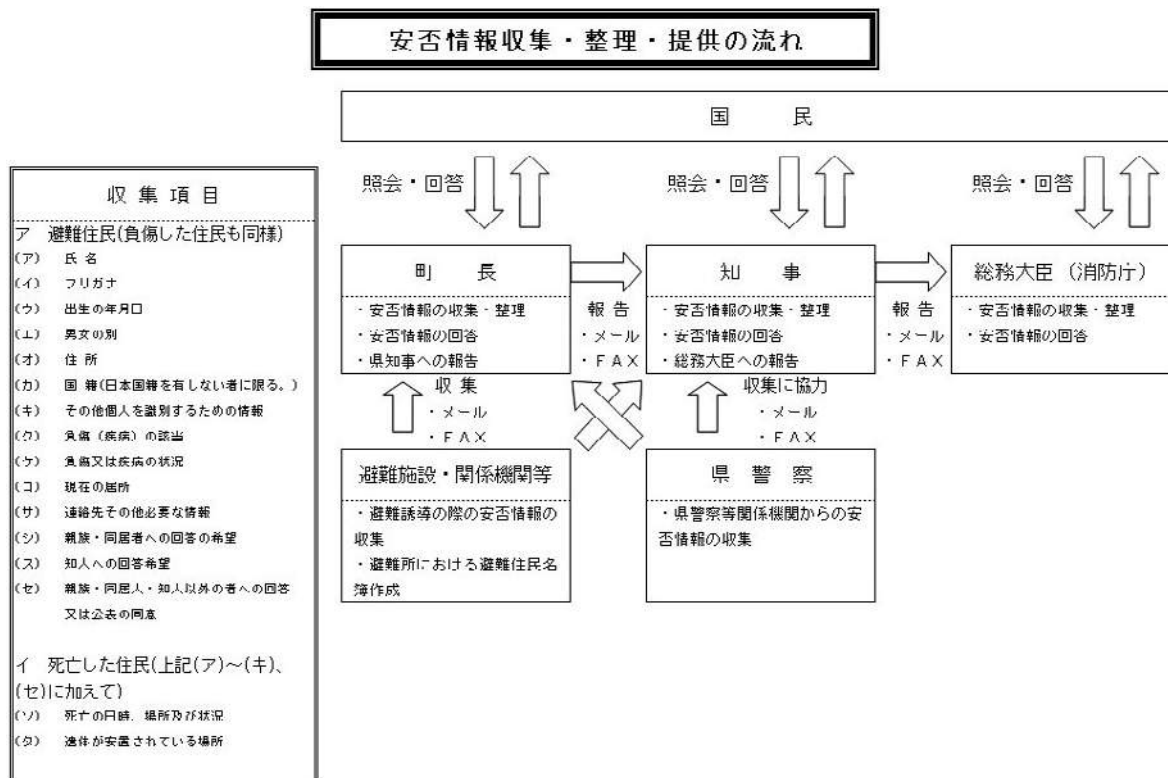 安否情報収集・整理・提供の流れ
国　民
照会・回答
照会・回答
照会・回答
収集項目
ア　避難住民(負傷した住民も同様)
(ア)　氏名
(イ)　フリガナ
(ウ)　出生の年月日
(エ)　男女の別
(オ)　住所
(カ)　国籍(日本国籍を有しない者に限る。)
(キ)　その他個人を識別するための情報
(ク)　負傷（疾病）の該当
(ケ)　負傷又は疾病の状況
(コ)　現在の居所
(サ)　連絡先その他必要な情報
(シ)　親族・同居者への回答の希望
(ス)　知人への回答希望
(セ)　親族・同居人・知人以外の者への回答
又は公表の同意
イ　死亡した住民(上記(ア)～(キ)、
(セ)に加えて)
(ソ)　死亡の日時、場所及び状況
(タ)　遺体が安置されている場所
町　長
・安否情報の収集・整理
・安否情報の回答
・県知事への報告
報告
・メール
・ＦＡＸ
知　事
・安否情報の収集・整理
・安否情報の回答
・総務大臣への報告
報告
・メール
・ＦＡＸ
総務大臣（消防庁）
・安否情報の収集・整理
・安否情報の回答
収集
・メール
・ＦＡＸ
収集に協力
・メール
・ＦＡＸ
避難施設・関係機関等
・避難誘導の際の安否情報の
収集
・避難所における避難住民名
簿作成
県　警　察
・県警察等関係機関からの安
否情報の収集